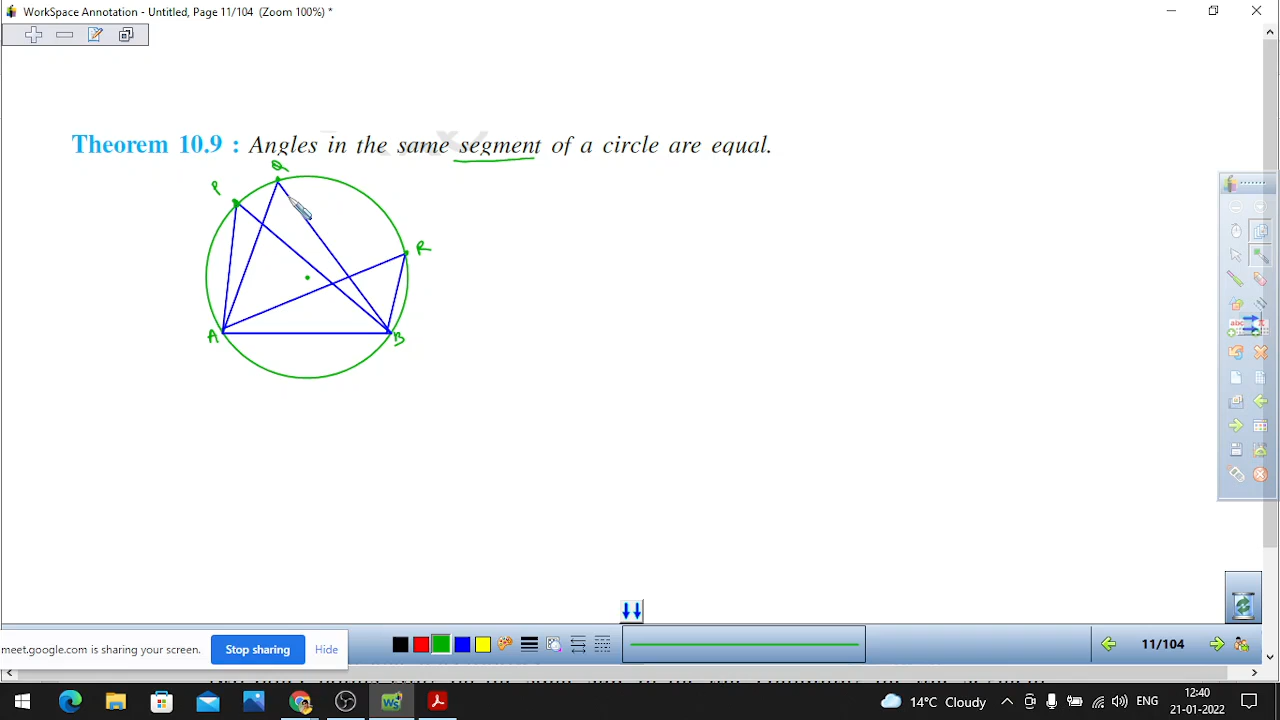 WorkSpace Annotation - Untitled, Page 11/104 (Zoom 100%) *
Theorem 10.9 : Angles in the same segment of a circle are equal.
Q
P
R
A
B
abc
meet.google.com is sharing your screen.
Stop sharing
Hide
11/104
14°C Cloudy
ENG
12:40
21-01-2022